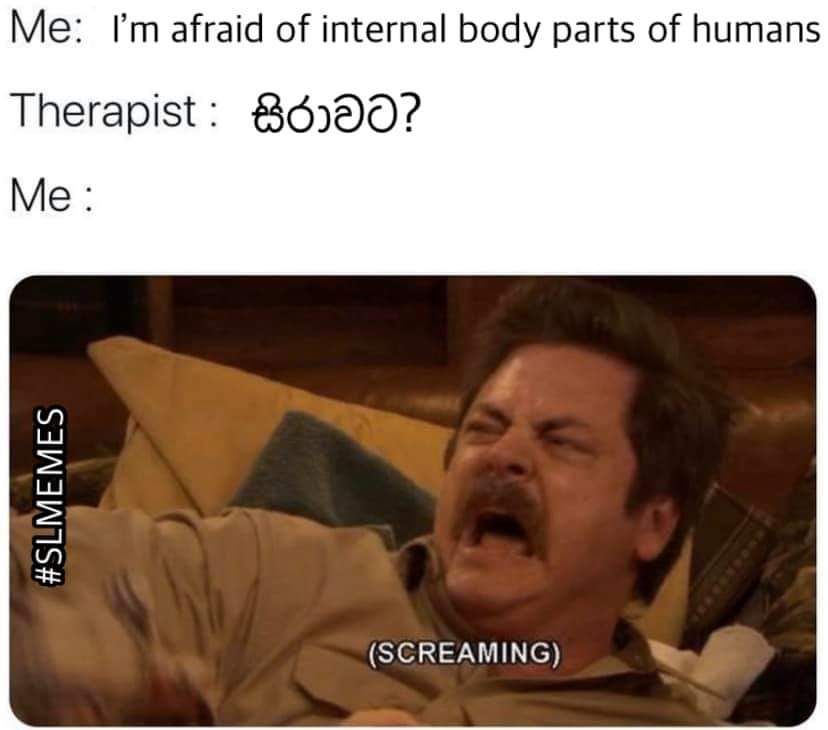 Me: I'm afraid of internal body parts of humans
Therapist : සිරාවට?
Me :
#SLMEMES
(SCREAMING)